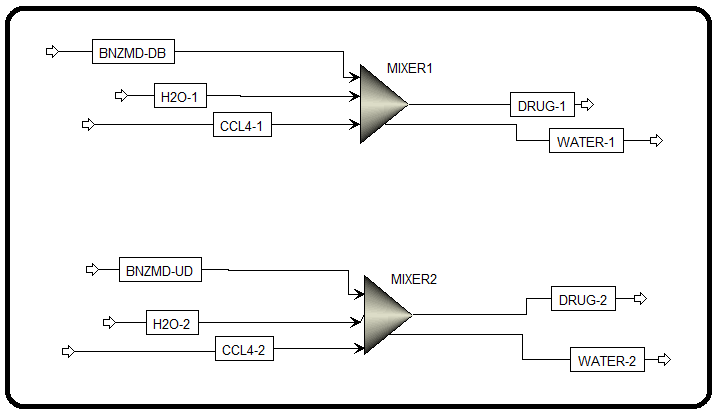 BNZMD-DB
MIXER1
H2O-1
DRUG-1
CCL4-1
WATER-1
BNZMD-UD
MIXER2
DRUG-2
H2O-2
CCL4-2
WATER-2